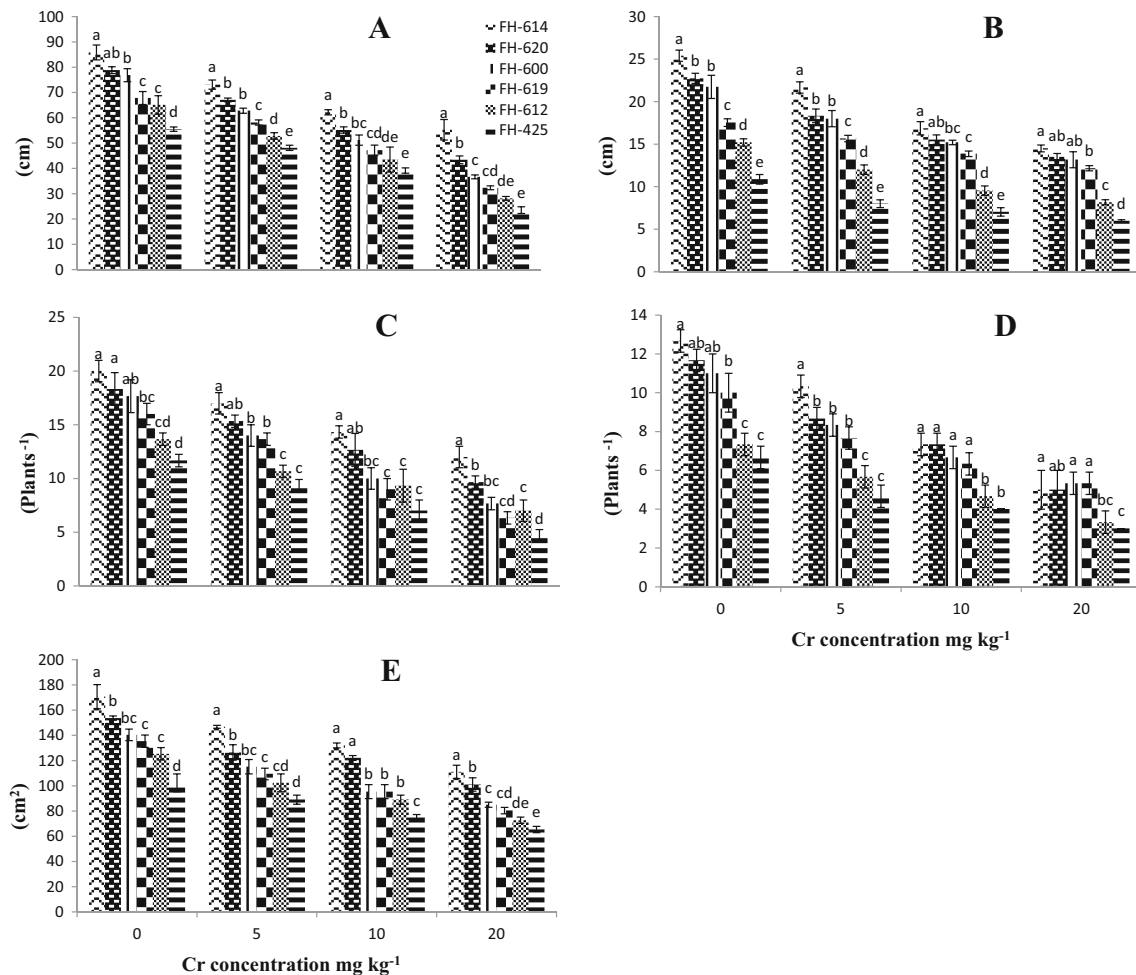 A
(cm)
100
90
80
70
60
50
40
30
20
10
0
a ab b c c d
a b b c d e
a b bc cd de e
a b c cd de e
FH-614
FH-620
FH-600
FH-619
FH-612
FH-425
B
(cm)
30
25
20
15
10
5
0
a b b c c d
a b b c d e
a ab bc c d e
a ab ab b c d
C
(Plants⁻¹)
25
20
15
10
5
0
a a ab bc cd d
a ab b b c c
a ab bc c c c
a b bc cd c d
D
(Plants⁻¹)
14
12
10
8
6
4
2
0
a ab ab b c c
a b b b c c
a a a a b b
a a a a bc c
0 5 10 20
Cr concentration mg kg⁻¹
E
(cm²)
200
180
160
140
120
100
80
60
40
20
0
a b bc c c d
a b bc c cd d
a a b b b c
a b c cd de e
0 5 10 20
Cr concentration mg kg⁻¹